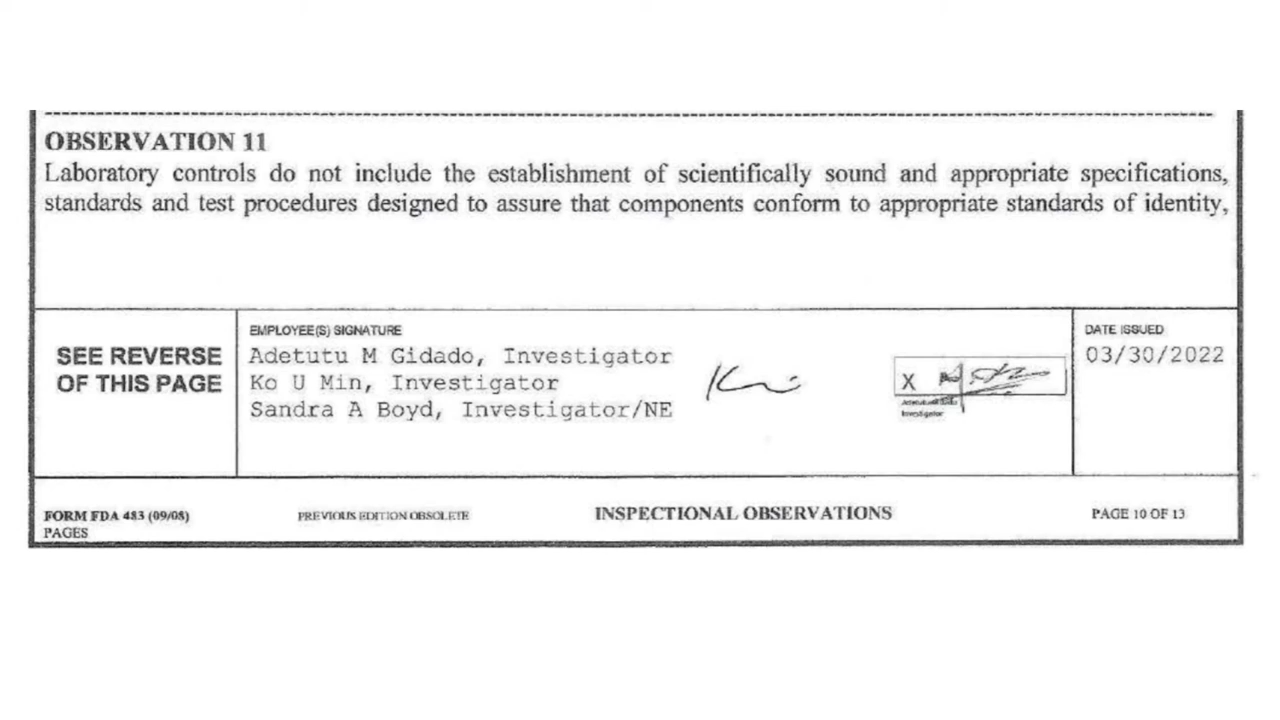 OBSERVATION 11
Laboratory controls do not include the establishment of scientifically sound and appropriate specifications,
standards and test procedures designed to assure that components conform to appropriate standards of identity,
SEE REVERSE
OF THIS PAGE
EMPLOYEE(S) SIGNATURE
Adetutu M Gidado, Investigator
Ko U Min, Investigator
Sandra A Boyd, Investigator/NE
X
Investigator
DATE ISSUED
03/30/2022
FORM FDA 483 (09/08)
PREVIOUS EDITION OBSOLETE
INSPECTIONAL OBSERVATIONS
PAGE 10 OF 13
PAGES